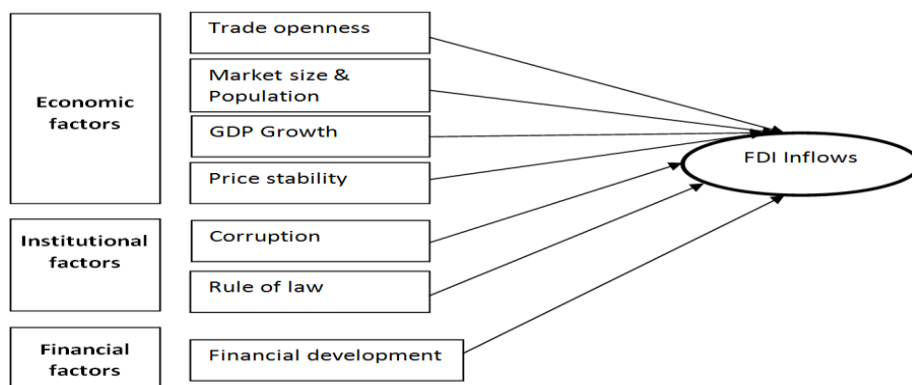 Economic
factors
Trade openness
Market size &
Population
GDP Growth
Price stability
Institutional
factors
Corruption
Rule of law
Financial
factors
Financial development
FDI Inflows